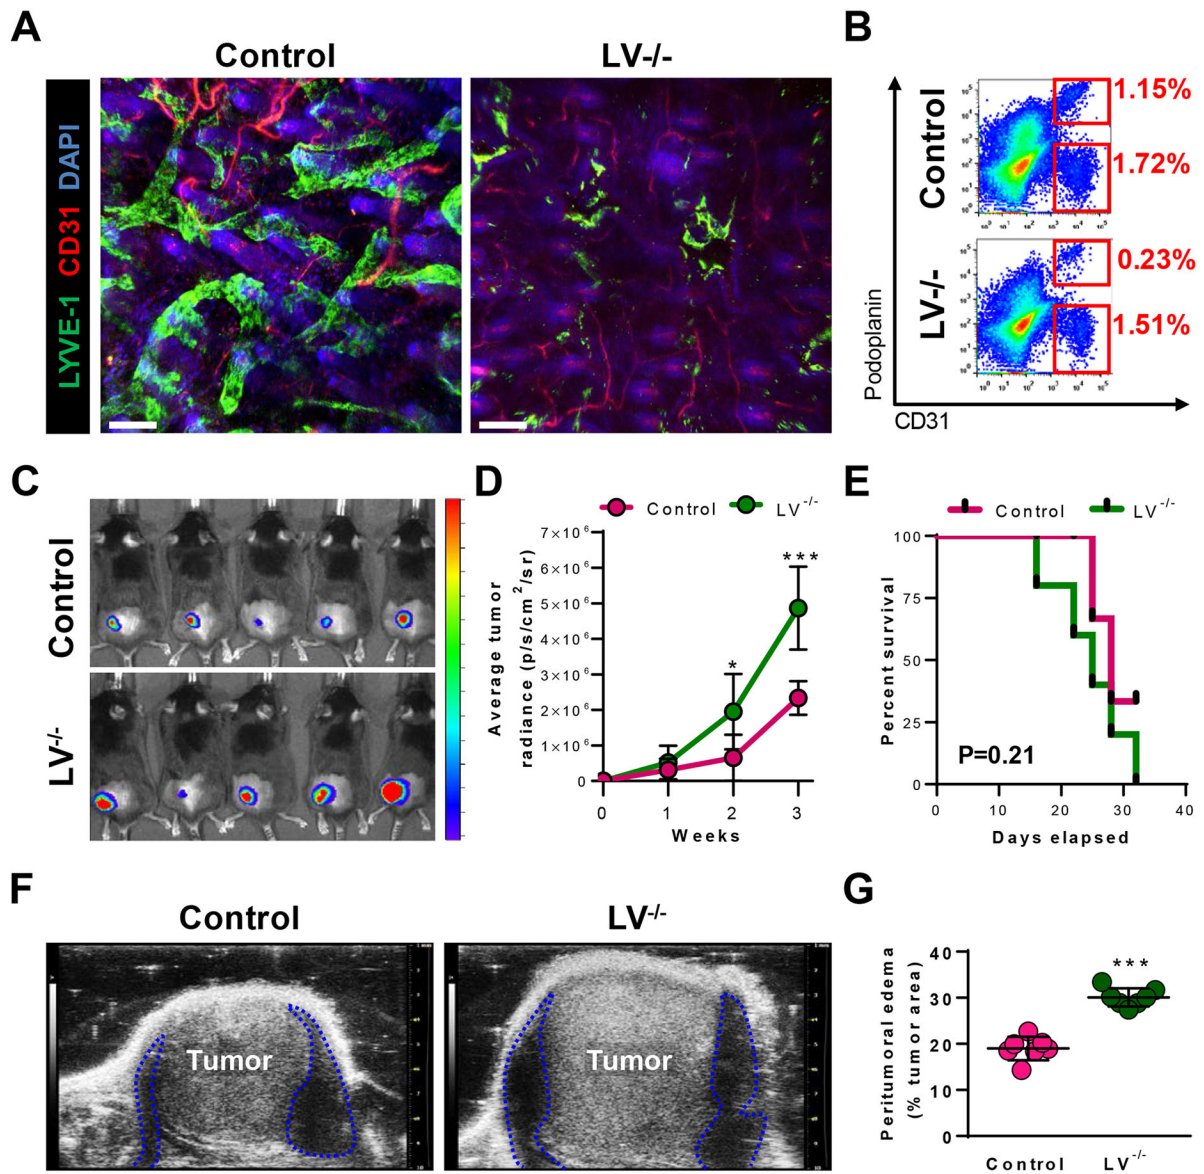 A
Control
LV-/-
LYVE-1 CD31 DAPI
B
Control
1.15%
1.72%
LV-/-
0.23%
1.51%
Podoplanin
CD31
C
Control
LV-/-
D
Control
LV-/-
7×10⁶
6×10⁶
5×10⁶
4×10⁶
3×10⁶
2×10⁶
1×10⁶
0
Average tumor
radiance (p/s/cm²/sr)
*
***
0 1 2 3
Weeks
E
Control
LV-/-
100
75
50
25
0
Percent survival
P=0.21
0 10 20 30 40
Days elapsed
F
Control
LV-/-
Tumor
Tumor
G
40
30
20
10
0
Peritumoral edema
(% tumor area)
***
Control LV-/-